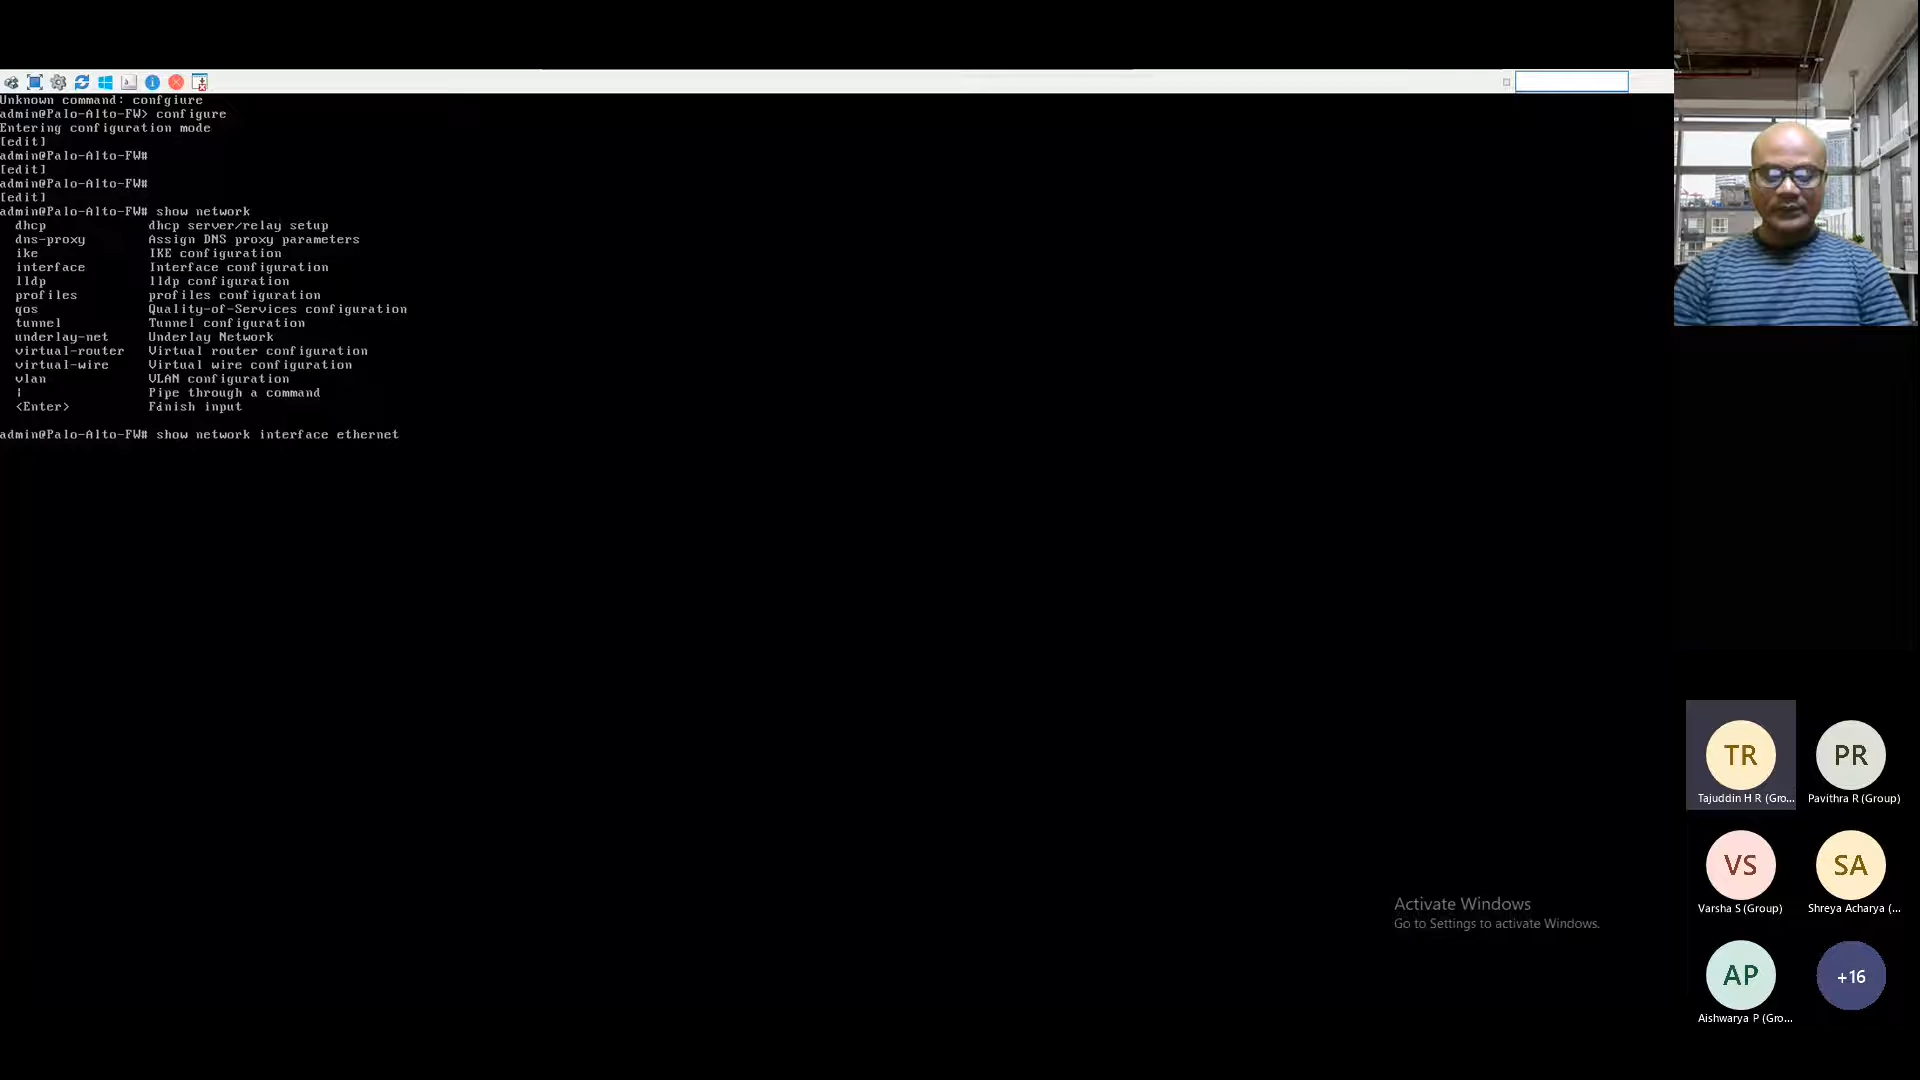 Unknown command: confgiure
admin@Palo-Alto-FW> configure
Entering configuration mode
[edit]
admin@Palo-Alto-FW#
[edit]
admin@Palo-Alto-FW#
[edit]
admin@Palo-Alto-FW# show network
dhcp dhcp server/relay setup
dns-proxy Assign DNS proxy parameters
ike IKE configuration
interface Interface configuration
lldp lldp configuration
profiles profiles configuration
qos Quality-of-Services configuration
tunnel Tunnel configuration
underlay-net Underlay Network
virtual-router Virtual router configuration
virtual-wire Virtual wire configuration
vlan VLAN configuration
| Pipe through a command
<Enter> Finish input
admin@Palo-Alto-FW# show network interface ethernet
Activate Windows
Go to Settings to activate Windows.
TR PR
Tajuddin H R (Gro... Pavithra R (Group)
VS SA
Varsha S (Group) Shreya Acharya (...
AP +16
Aishwarya P (Gro...